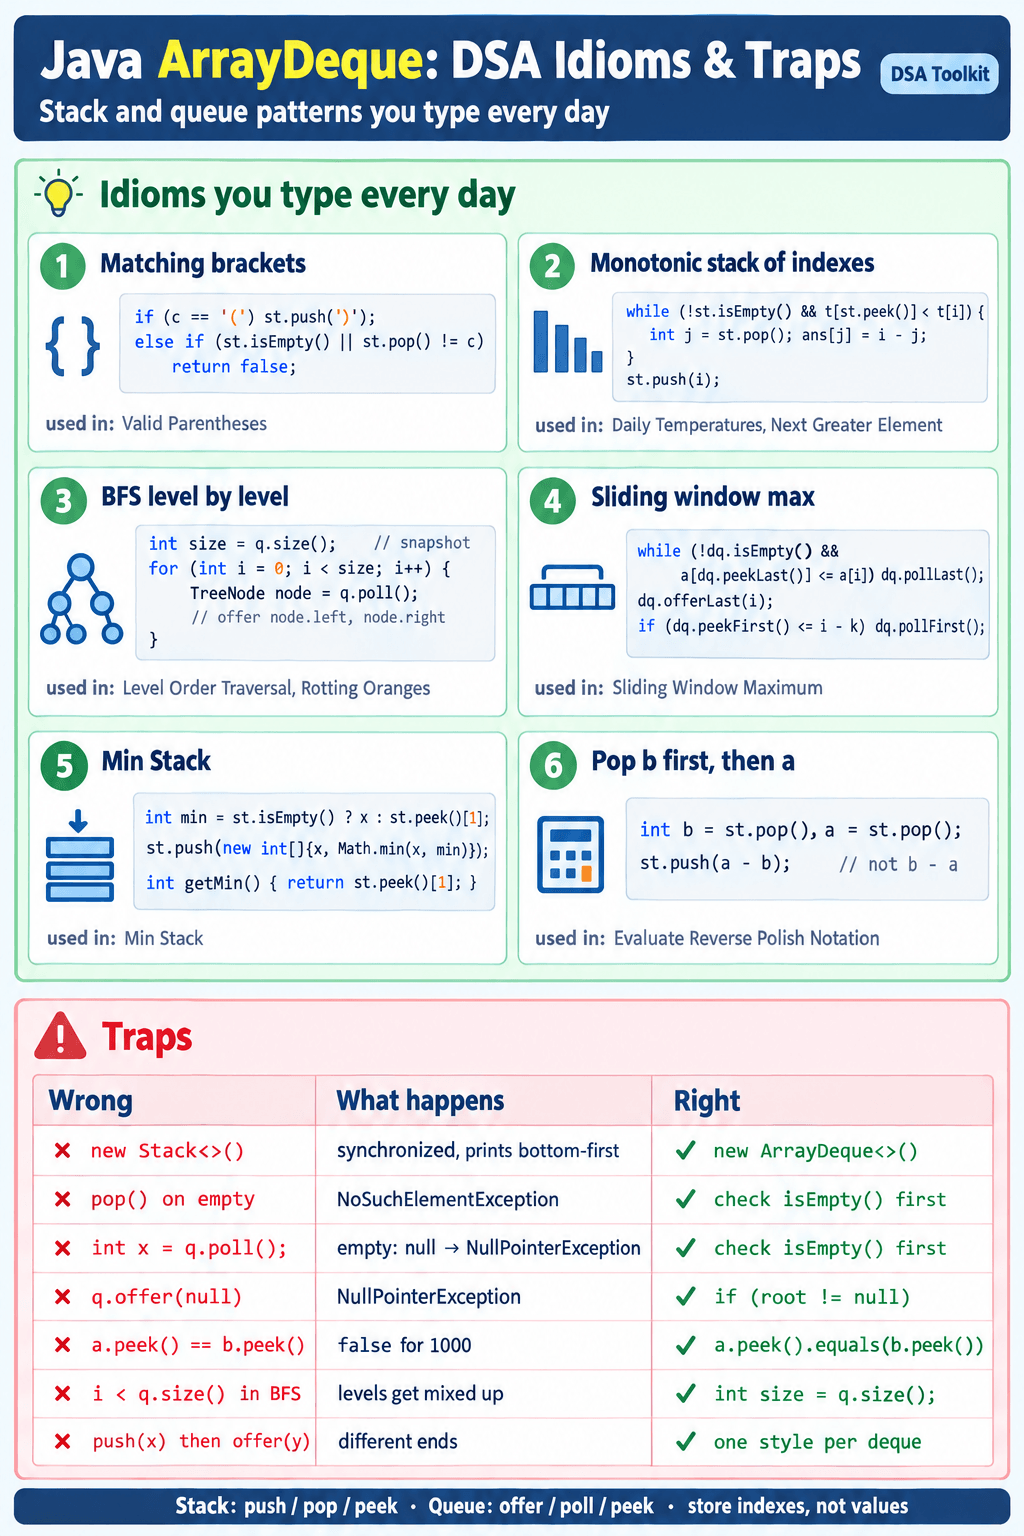 Java ArrayDeque: DSA Idioms & Traps
DSA Toolkit
Stack and queue patterns you type every day
Idioms you type every day
1 Matching brackets
{ }
if (c == '(') st.push(')');
else if (st.isEmpty() || st.pop() != c)
return false;
used in: Valid Parentheses
2 Monotonic stack of indexes
while (!st.isEmpty() && t[st.peek()] < t[i]) {
int j = st.pop(); ans[j] = i - j;
}
st.push(i);
used in: Daily Temperatures, Next Greater Element
3 BFS level by level
int size = q.size(); // snapshot
for (int i = 0; i < size; i++) {
TreeNode node = q.poll();
// offer node.left, node.right
}
used in: Level Order Traversal, Rotting Oranges
4 Sliding window max
while (!dq.isEmpty() &&
a[dq.peekLast()] <= a[i]) dq.pollLast();
dq.offerLast(i);
if (dq.peekFirst() <= i - k) dq.pollFirst();
used in: Sliding Window Maximum
5 Min Stack
int min = st.isEmpty() ? x : st.peek()[1];
st.push(new int[]{x, Math.min(x, min)});
int getMin() { return st.peek()[1]; }
used in: Min Stack
6 Pop b first, then a
int b = st.pop(), a = st.pop();
st.push(a - b); // not b - a
used in: Evaluate Reverse Polish Notation
! Traps
Wrong What happens Right
✗ new Stack<>() synchronized, prints bottom-first ✓ new ArrayDeque<>()
✗ pop() on empty NoSuchElementException ✓ check isEmpty() first
✗ int x = q.poll(); empty: null → NullPointerException ✓ check isEmpty() first
✗ q.offer(null) NullPointerException ✓ if (root != null)
✗ a.peek() == b.peek() false for 1000 ✓ a.peek().equals(b.peek())
✗ i < q.size() in BFS levels get mixed up ✓ int size = q.size();
✗ push(x) then offer(y) different ends ✓ one style per deque
Stack: push / pop / peek • Queue: offer / poll / peek • store indexes, not values